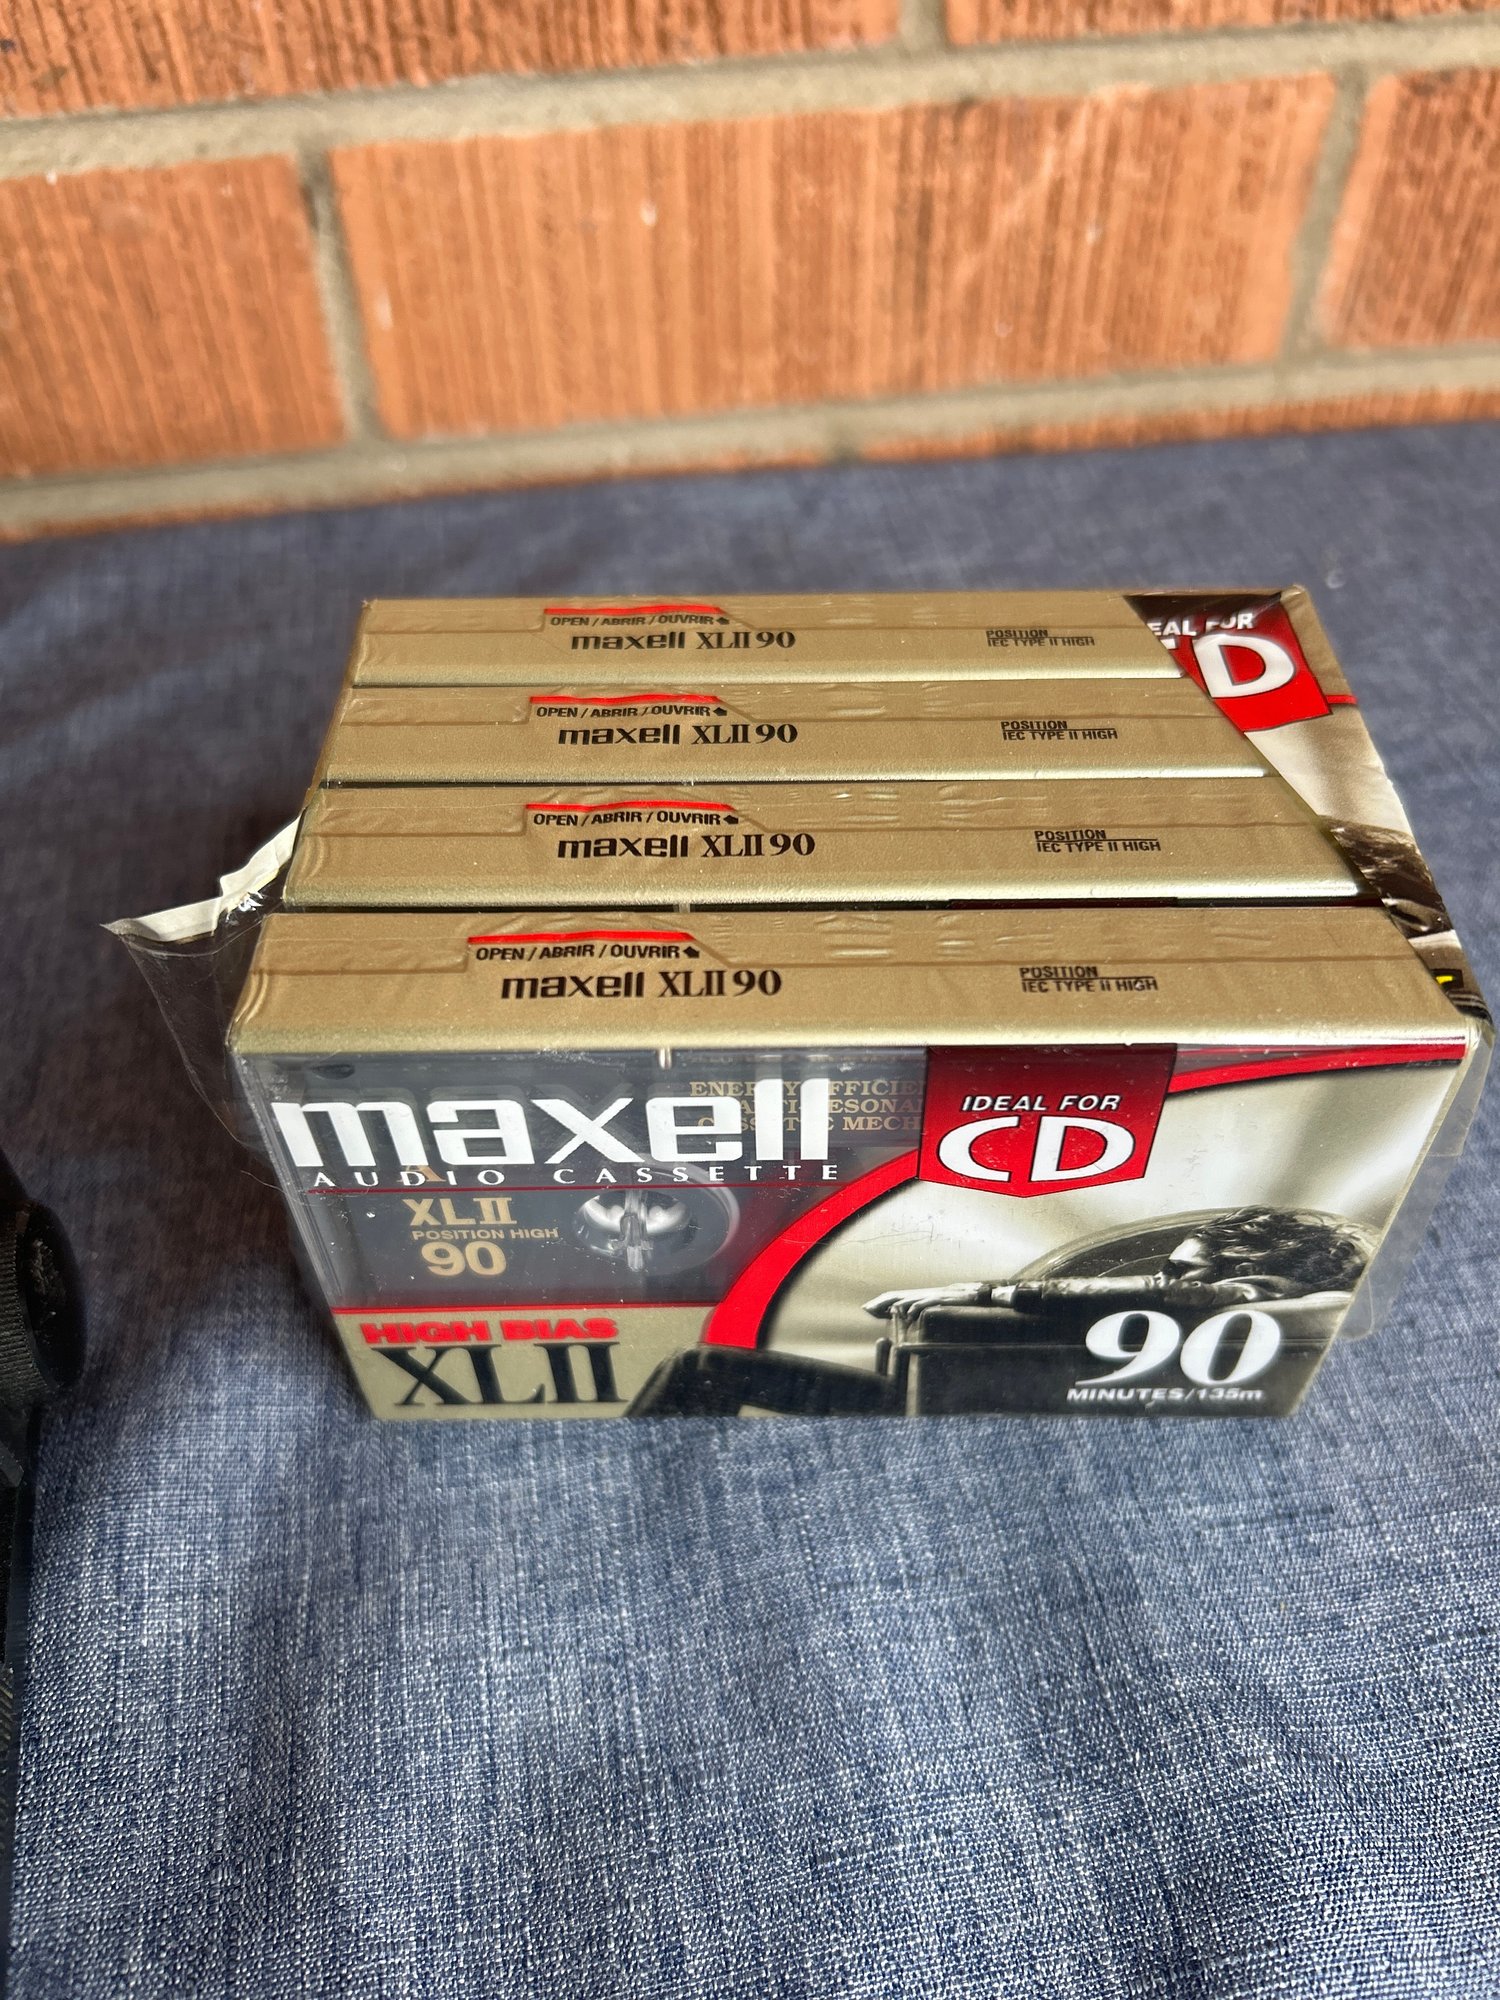 OPEN / ABRIR / OUVRIR
maxell XLII 90
POSITION
IEC TYPE II HIGH
EAL FOR
CD
OPEN / ABRIR / OUVRIR
maxell XLII 90
POSITION
IEC TYPE II HIGH
OPEN / ABRIR / OUVRIR
maxell XLII 90
POSITION
IEC TYPE II HIGH
OPEN / ABRIR / OUVRIR
maxell XLII 90
POSITION
IEC TYPE II HIGH
maxell
AUDIO CASSETTE
IDEAL FOR
CD
A
XLII
POSITION HIGH
90
HIGH BIAS
XLII
90
MINUTES/135m